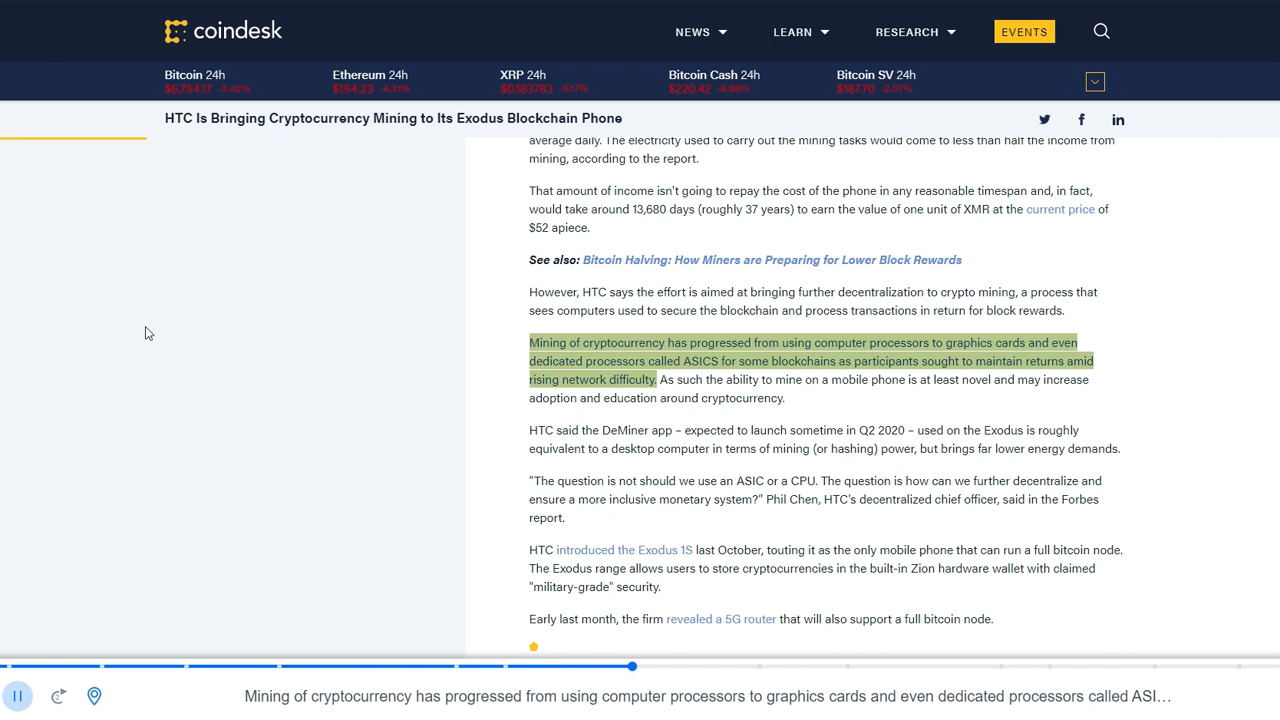 coindesk
NEWS LEARN RESEARCH EVENTS
Bitcoin 24h Ethereum 24h XRP 24h Bitcoin Cash 24h Bitcoin SV 24h
$6,754.17 -3.42% $154.23 -4.31% $0.183783 -5.17% $220.42 -6.86% $187.70 -2.07%
HTC Is Bringing Cryptocurrency Mining to Its Exodus Blockchain Phone
average daily. The electricity used to carry out the mining tasks would come to less than half the income from
mining, according to the report.
That amount of income isn't going to repay the cost of the phone in any reasonable timespan and, in fact,
would take around 13,680 days (roughly 37 years) to earn the value of one unit of XMR at the current price of
$52 apiece.
See also: Bitcoin Halving: How Miners are Preparing for Lower Block Rewards
However, HTC says the effort is aimed at bringing further decentralization to crypto mining, a process that
sees computers used to secure the blockchain and process transactions in return for block rewards.
Mining of cryptocurrency has progressed from using computer processors to graphics cards and even
dedicated processors called ASICS for some blockchains as participants sought to maintain returns amid
rising network difficulty. As such the ability to mine on a mobile phone is at least novel and may increase
adoption and education around cryptocurrency.
HTC said the DeMiner app – expected to launch sometime in Q2 2020 – used on the Exodus is roughly
equivalent to a desktop computer in terms of mining (or hashing) power, but brings far lower energy demands.
"The question is not should we use an ASIC or a CPU. The question is how can we further decentralize and
ensure a more inclusive monetary system?" Phil Chen, HTC's decentralized chief officer, said in the Forbes
report.
HTC introduced the Exodus 1S last October, touting it as the only mobile phone that can run a full bitcoin node.
The Exodus range allows users to store cryptocurrencies in the built-in Zion hardware wallet with claimed
"military-grade" security.
Early last month, the firm revealed a 5G router that will also support a full bitcoin node.
Mining of cryptocurrency has progressed from using computer processors to graphics cards and even dedicated processors called ASI…